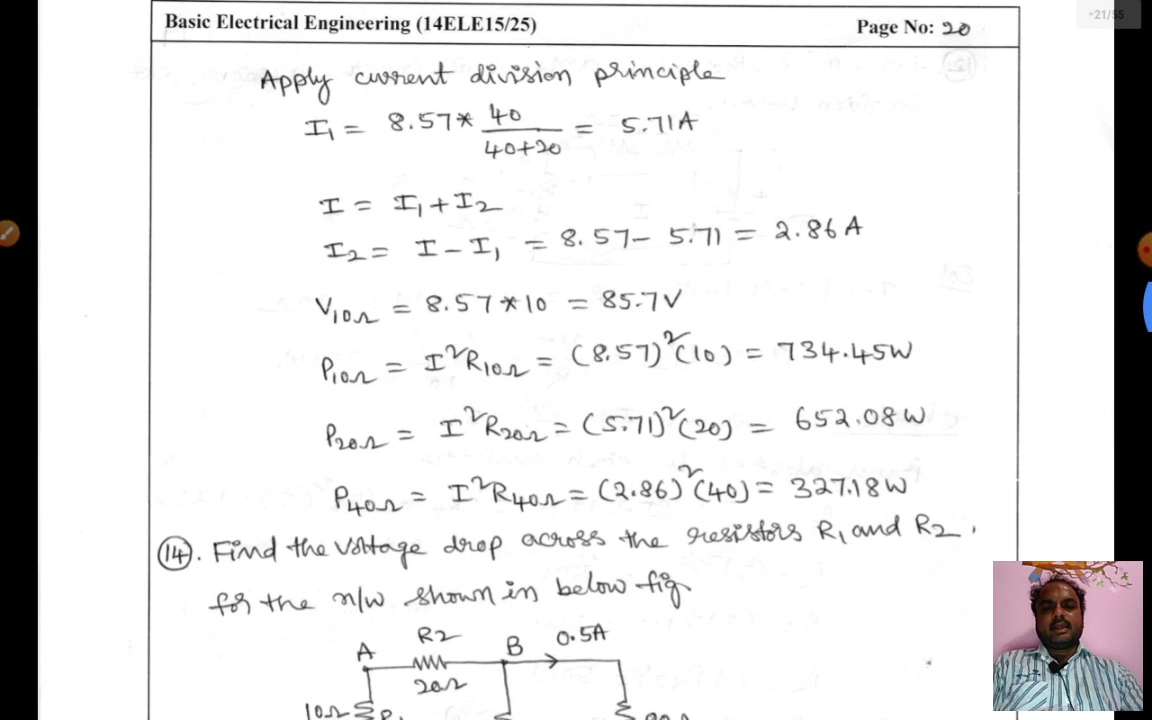 -21/55
Basic Electrical Engineering (14ELE15/25) Page No: 20
Apply current division principle
I₁ = 8.57 * 40/(40+20) = 5.71A
I = I₁ + I₂
I₂ = I - I₁ = 8.57 - 5.71 = 2.86 A
V₁₀Ω = 8.57 * 10 = 85.7V
P₁₀Ω = I²R₁₀Ω = (8.57)²(10) = 734.45W
P₂₀Ω = I²R₂₀Ω = (5.71)²(20) = 652.08W
P₄₀Ω = I²R₄₀Ω = (2.86)²(40) = 327.18W
(14). Find the voltage drop across the resistors R₁ and R₂.
for the n/w shown in below fig
A R2 B 0.5A
20Ω
10Ω